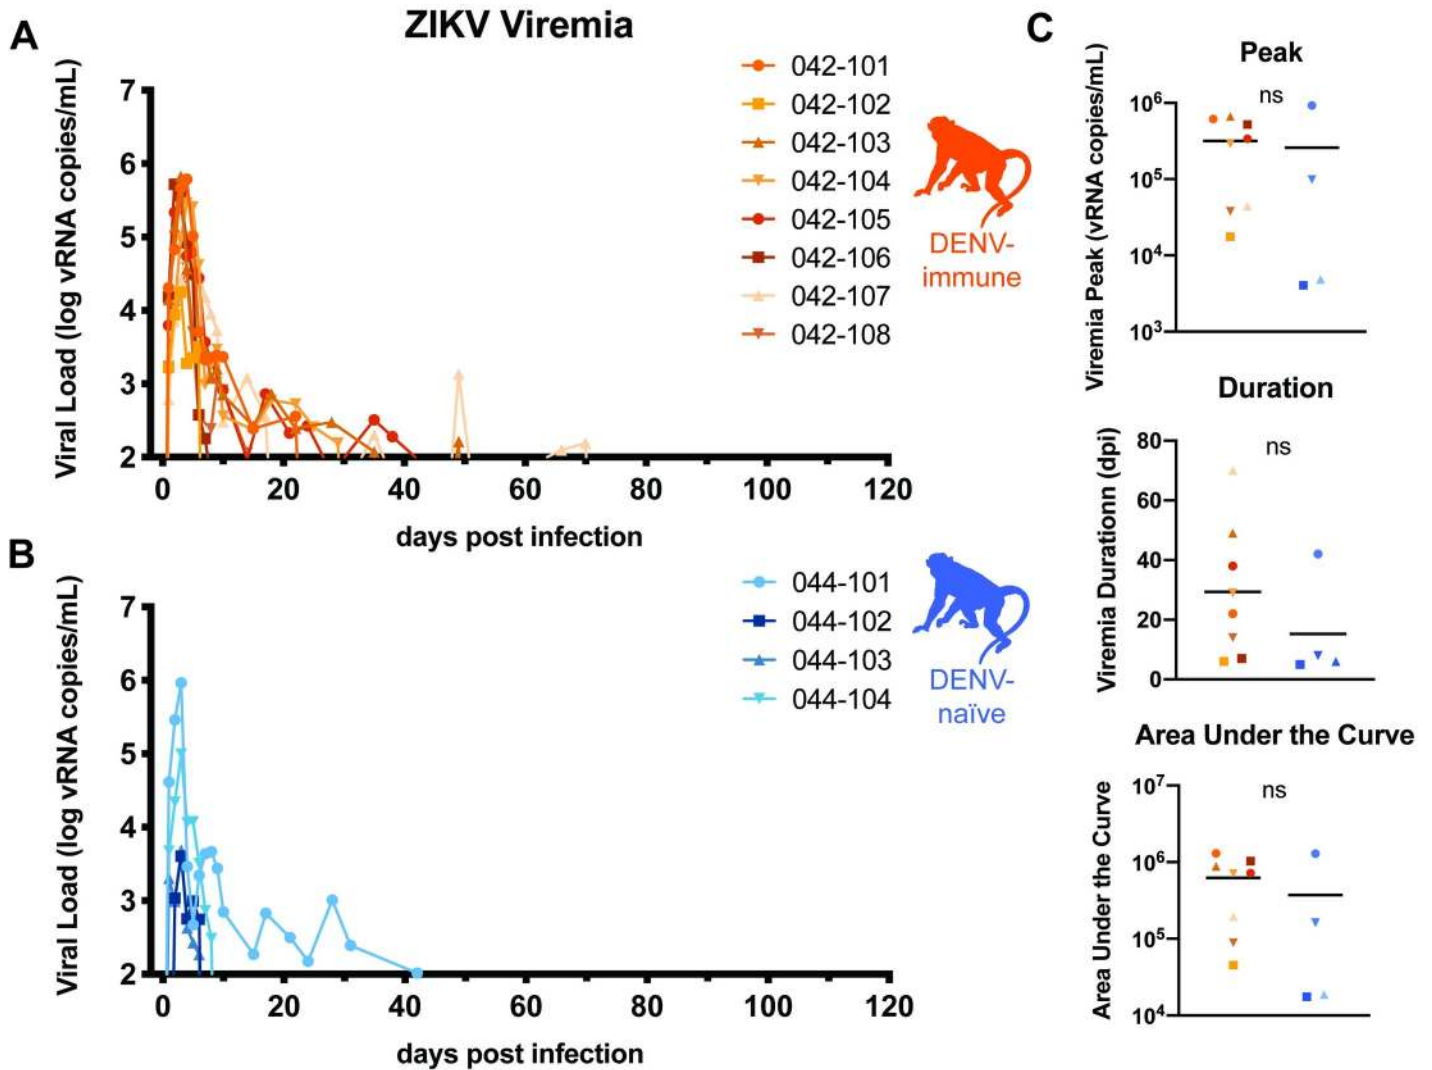 ZIKV Viremia
A
Viral Load (log vRNA copies/mL)
7
6
5
4
3
2
0 20 40 60 80 100 120
days post infection
042-101
042-102
042-103
042-104
042-105
042-106
042-107
042-108
DENV-
immune
B
Viral Load (log vRNA copies/mL)
7
6
5
4
3
2
0 20 40 60 80 100 120
days post infection
044-101
044-102
044-103
044-104
DENV-
naïve
C
Peak
Viremia Peak (vRNA copies/mL)
10⁶
10⁵
10⁴
10³
ns
Duration
Viremia Durationn (dpi)
80
60
40
20
0
ns
Area Under the Curve
Area Under the Curve
10⁷
10⁶
10⁵
10⁴
ns